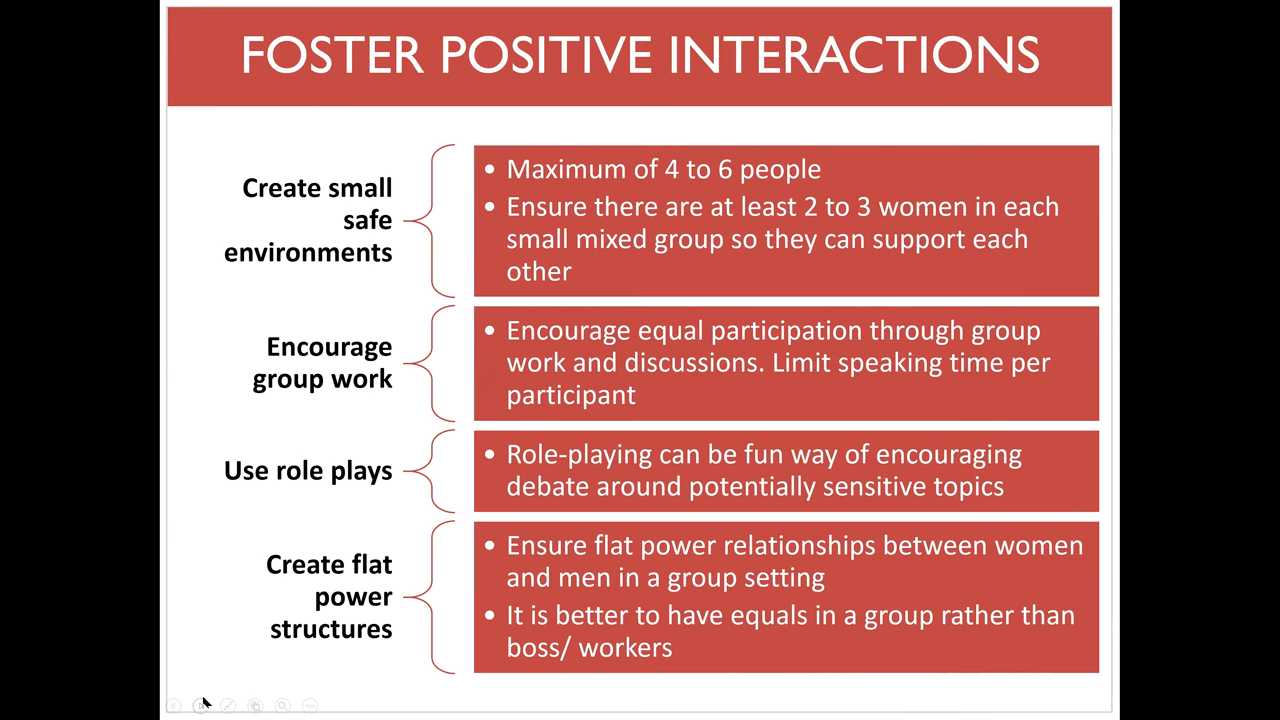 FOSTER POSITIVE INTERACTIONS
Create small
safe
environments
• Maximum of 4 to 6 people
• Ensure there are at least 2 to 3 women in each
small mixed group so they can support each
other
Encourage
group work
• Encourage equal participation through group
work and discussions. Limit speaking time per
participant
Use role plays
• Role-playing can be fun way of encouraging
debate around potentially sensitive topics
Create flat
power
structures
• Ensure flat power relationships between women
and men in a group setting
• It is better to have equals in a group rather than
boss/ workers